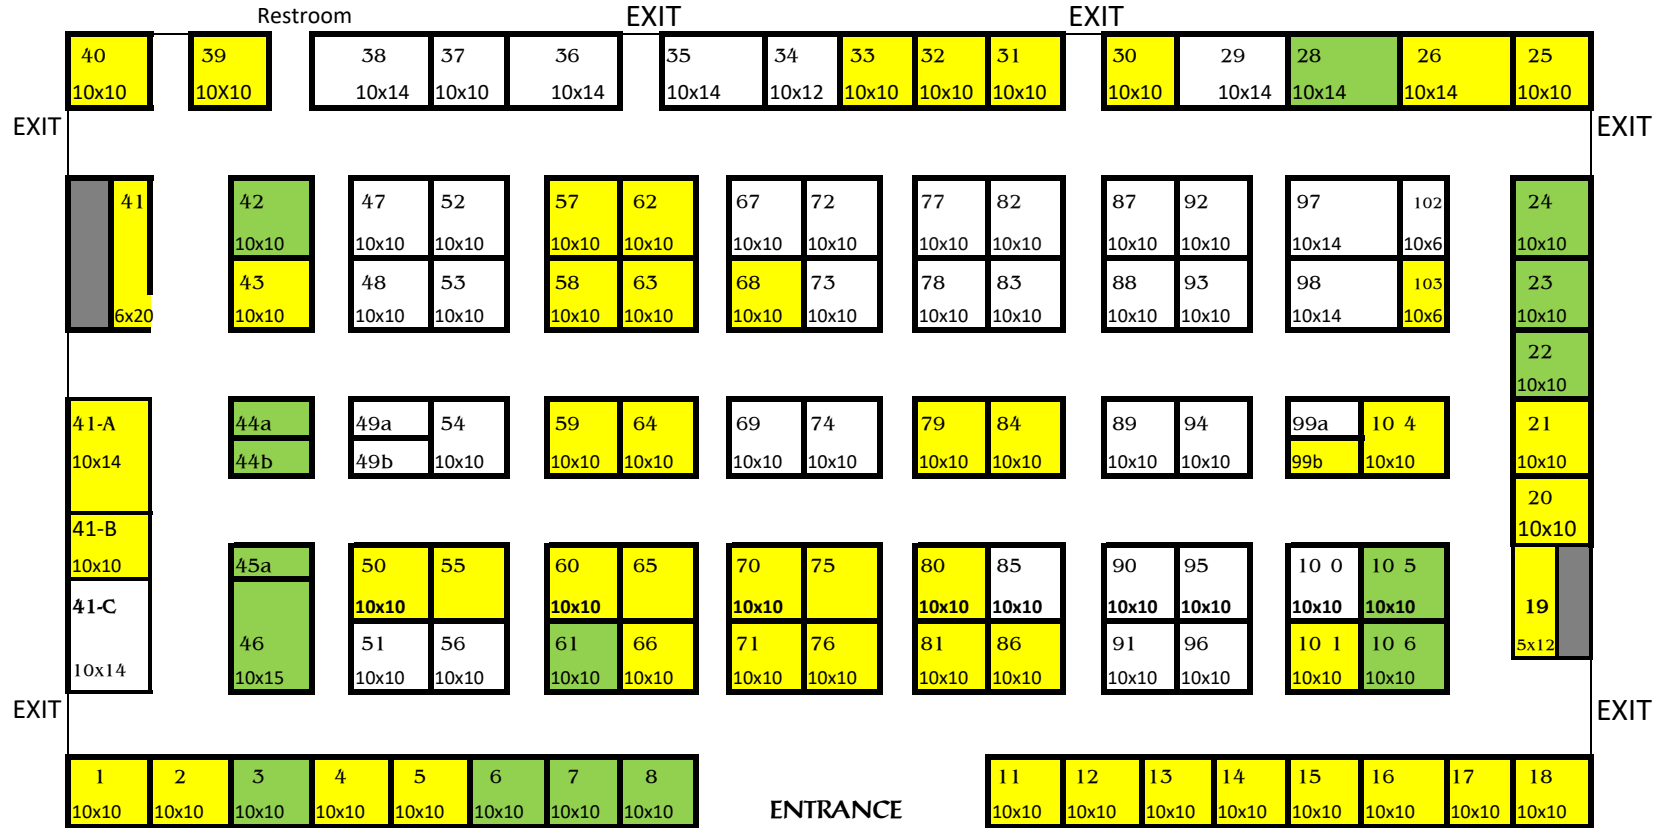 Restroom EXIT EXIT
40 39 38 37 36 35 34 33 32 31 30 29 28 26 25
10x10 10X10 10x14 10x10 10x14 10x14 10x12 10x10 10x10 10x10 10x10 10x14 10x14 10x14 10x10
EXIT EXIT
41 42 47 52 57 62 67 72 77 82 87 92 97 102 24
10x10 10x10 10x10 10x10 10x10 10x10 10x10 10x10 10x10 10x10 10x10 10x14 10x6 10x10
43 48 53 58 63 68 73 78 83 88 93 98 103 23
6x20 10x10 10x10 10x10 10x10 10x10 10x10 10x10 10x10 10x10 10x10 10x10 10x14 10x6 10x10
22
10x10
41-A 44a 49a 54 59 64 69 74 79 84 89 94 99a 10 4 21
10x14 44b 49b 10x10 10x10 10x10 10x10 10x10 10x10 10x10 10x10 10x10 99b 10x10 10x10
20
41-B 10x10
10x10 45a 50 55 60 65 70 75 80 85 90 95 10 0 10 5
41-C 10x10 10x10 10x10 10x10 10x10 10x10 10x10 10x10 10x10 19
46 51 56 61 66 71 76 81 86 91 96 10 1 10 6 5x12
10x14 10x15 10x10 10x10 10x10 10x10 10x10 10x10 10x10 10x10 10x10 10x10 10x10 10x10
EXIT EXIT
1 2 3 4 5 6 7 8 11 12 13 14 15 16 17 18
10x10 10x10 10x10 10x10 10x10 10x10 10x10 10x10 ENTRANCE 10x10 10x10 10x10 10x10 10x10 10x10 10x10 10x10